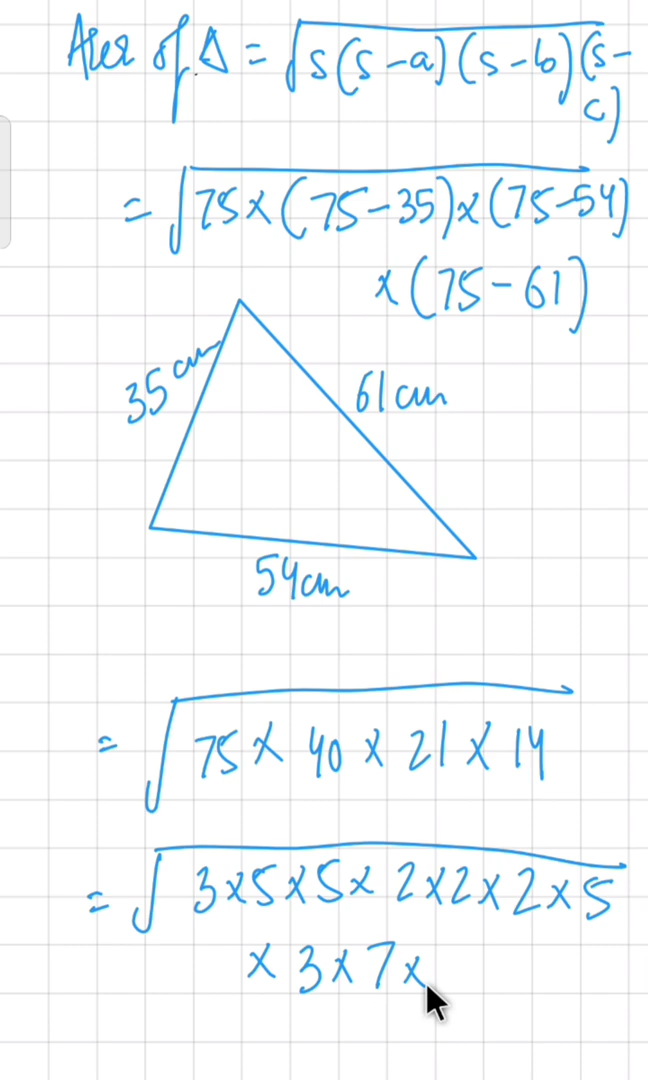 Area of Δ = √s(s-a)(s-b)(s-
c)
= √75×(75-35)×(75-54)
×(75-61)
35cm
61cm
54cm
= √75×40×21×14
= √3×5×5×2×2×2×5
×3×7×